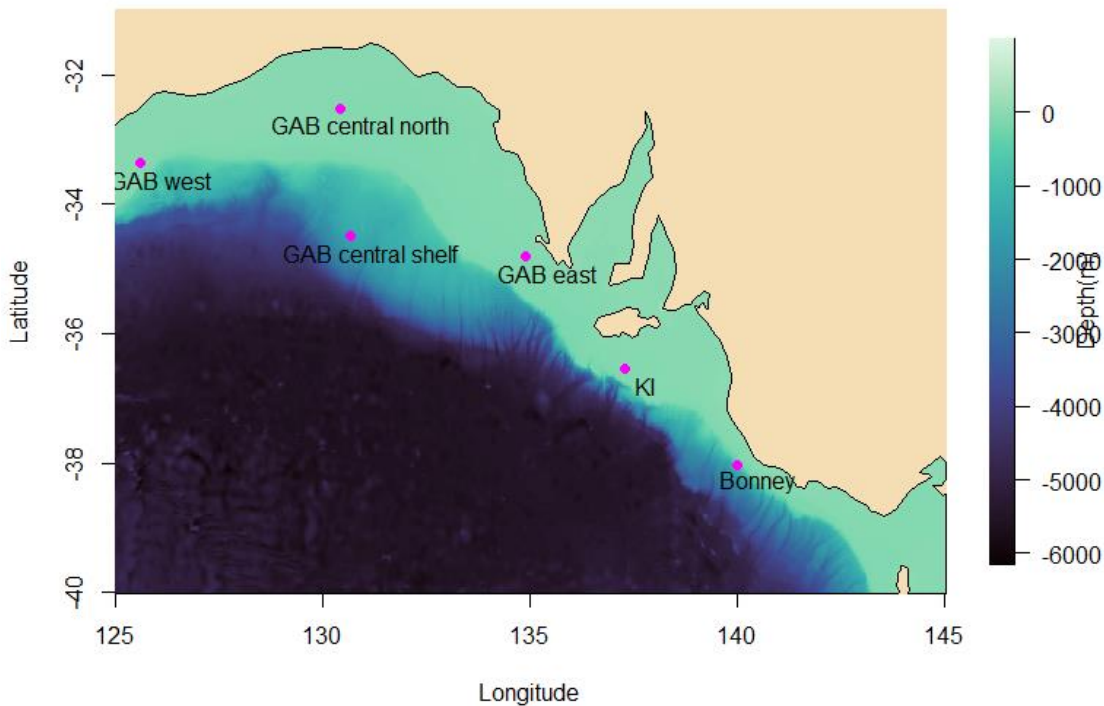 -32
-34
-36
-38
-40
Latitude
GAB central north
GAB west
GAB central shelf
GAB east
KI
Bonney
125
130
135
140
145
Longitude
0
-1000
-2000
-3000
-4000
-5000
-6000
Depth(m)